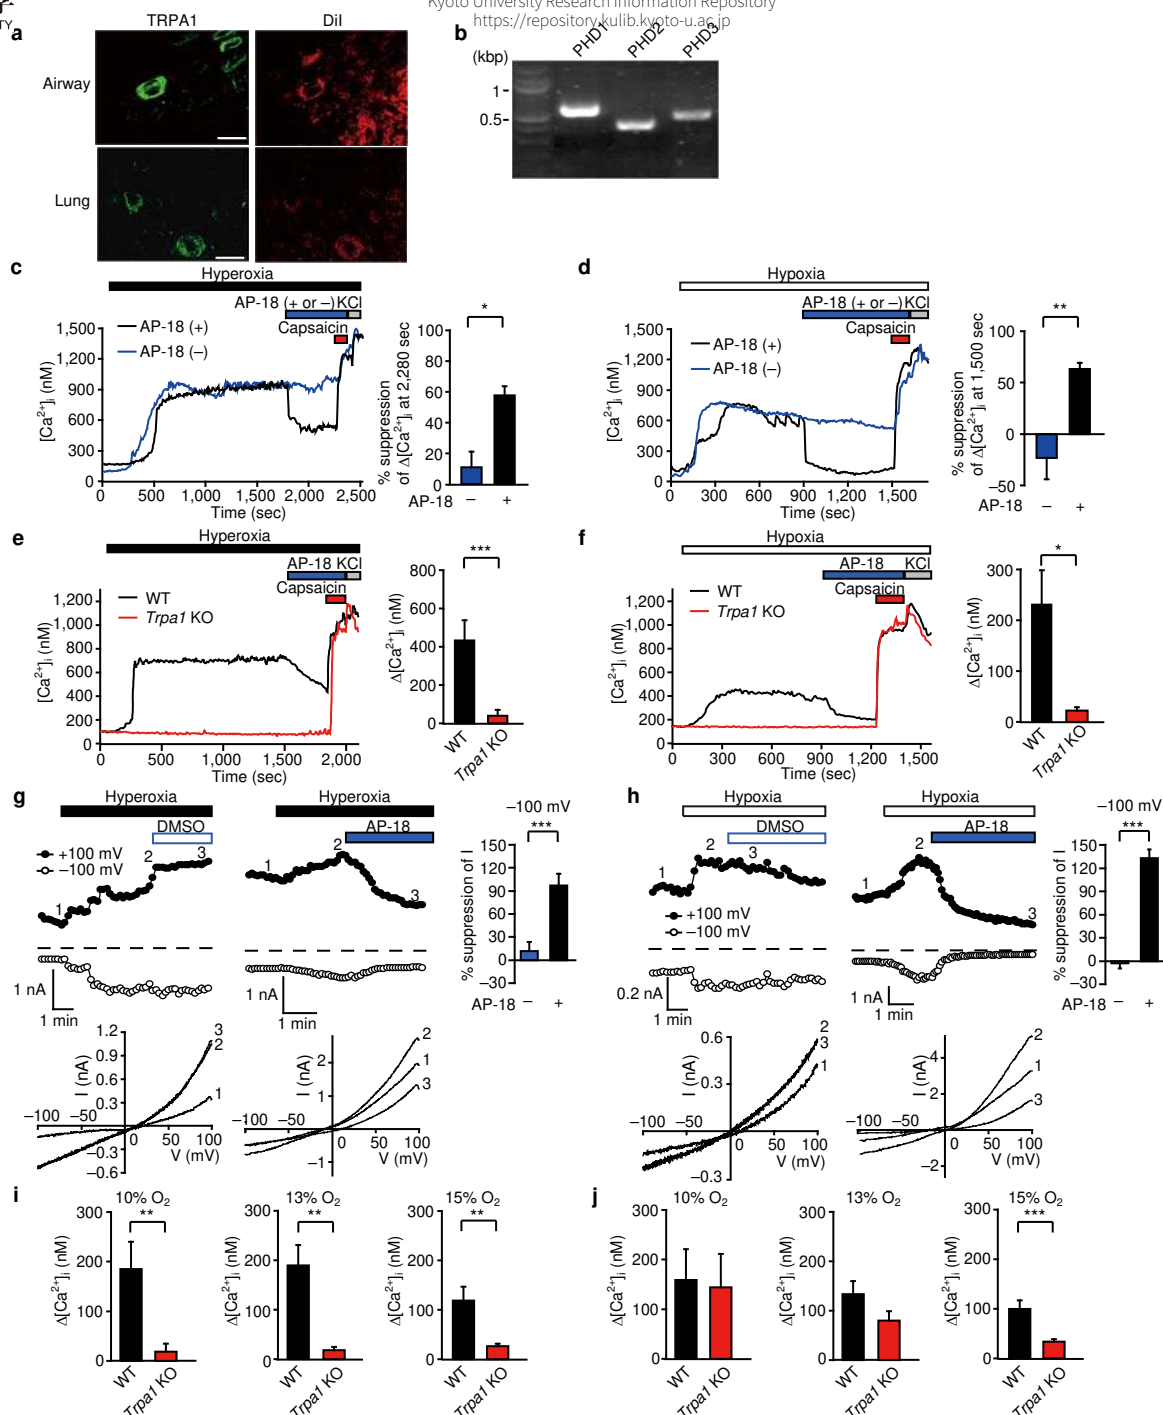 Kyoto University Research Information Repository
https://repository.kulib.kyoto-u.ac.jp
a
TRPA1
DiI
Airway
Lung
b
(kbp)
PHD1
PHD2
PHD3
1
0.5
c
Hyperoxia
AP-18 (+ or –) KCl
Capsaicin
AP-18 (+)
AP-18 (–)
[Ca2+]i (nM)
1,500
1,200
900
600
300
0
0 500 1,000 1,500 2,000 2,500
Time (sec)
% suppression
of Δ[Ca2+]i at 2,280 sec
100
80
60
40
20
0
*
AP-18 – +
d
Hypoxia
AP-18 (+ or –) KCl
Capsaicin
AP-18 (+)
AP-18 (–)
[Ca2+]i (nM)
1,500
1,200
900
600
300
0
0 300 600 900 1,200 1,500
Time (sec)
% suppression
of Δ[Ca2+]i at 1,500 sec
100
50
0
–50
**
AP-18 – +
e
Hyperoxia
AP-18 KCl
Capsaicin
WT
Trpa1 KO
[Ca2+]i (nM)
1,200
1,000
800
600
400
200
0
0 500 1,000 1,500 2,000
Time (sec)
Δ[Ca2+]i (nM)
800
600
400
200
0
***
WT
Trpa1 KO
f
Hypoxia
AP-18 KCl
Capsaicin
WT
Trpa1 KO
[Ca2+]i (nM)
1,200
1,000
800
600
400
200
0
0 300 600 900 1,200 1,500
Time (sec)
Δ[Ca2+]i (nM)
300
200
100
0
*
WT
Trpa1 KO
g
Hyperoxia
DMSO
+100 mV
–100 mV
1
2
3
1 nA
1 min
Hyperoxia
AP-18
1
2
3
1 nA
1 min
–100 mV
***
% suppression of I
150
120
90
60
30
0
–30
AP-18 – +
I (nA)
1.2
0.9
0.6
0.3
–0.3
–0.6
–100 –50 0 50 100
V (mV)
3
2
1
I (nA)
2
1
–1
–100 –50 0 50 100
V (mV)
2
1
3
h
Hypoxia
DMSO
1
2
3
+100 mV
–100 mV
0.2 nA
1 min
Hypoxia
AP-18
1
2
3
1 nA
1 min
–100 mV
***
% suppression of I
150
120
90
60
30
0
–30
AP-18 – +
I (nA)
0.6
0.3
–0.3
–100 –50 0 50 100
V (mV)
2
3
1
I (nA)
4
2
–2
–100 –50 0 50 100
V (mV)
2
1
3
i
10% O2
**
Δ[Ca2+]i (nM)
300
200
100
0
WT
Trpa1 KO
13% O2
**
Δ[Ca2+]i (nM)
300
200
100
0
WT
Trpa1 KO
15% O2
**
Δ[Ca2+]i (nM)
300
200
100
0
WT
Trpa1 KO
j
10% O2
Δ[Ca2+]i (nM)
300
200
100
0
WT
Trpa1 KO
13% O2
Δ[Ca2+]i (nM)
300
200
100
0
WT
Trpa1 KO
15% O2
***
Δ[Ca2+]i (nM)
300
200
100
0
WT
Trpa1 KO